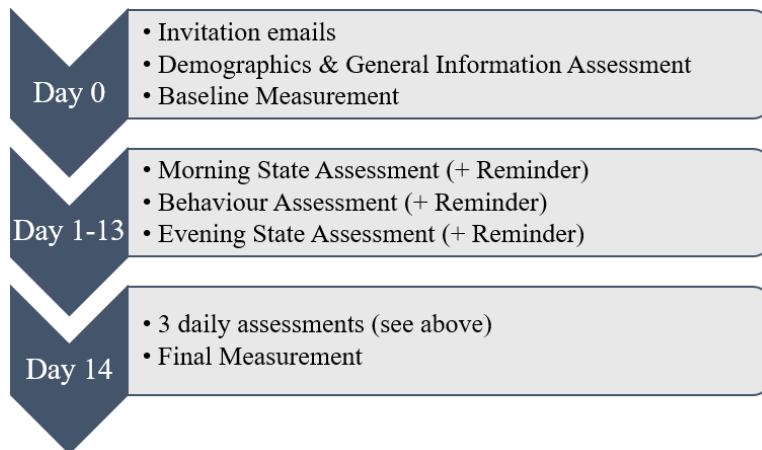 Day 0
• Invitation emails
• Demographics & General Information Assessment
• Baseline Measurement
Day 1-13
• Morning State Assessment (+ Reminder)
• Behaviour Assessment (+ Reminder)
• Evening State Assessment (+ Reminder)
Day 14
• 3 daily assessments (see above)
• Final Measurement